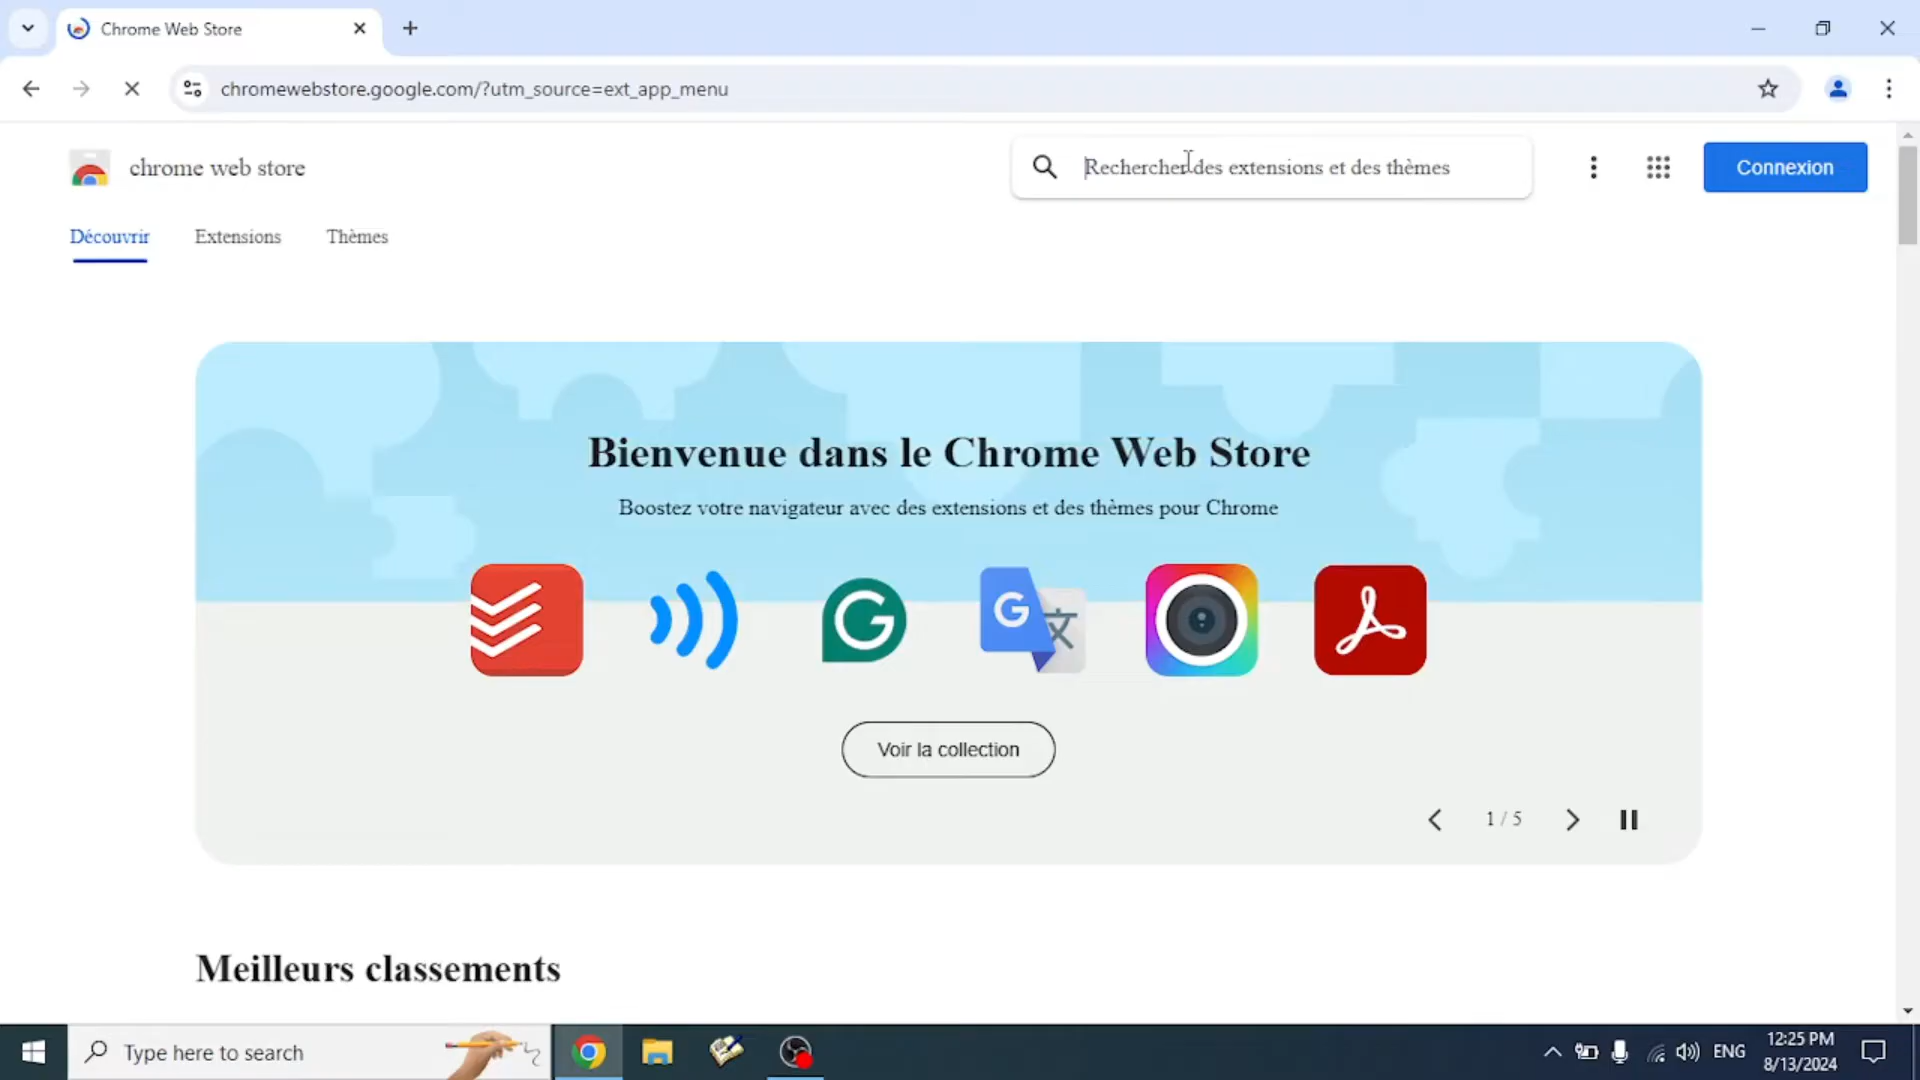 Chrome Web Store
chromewebstore.google.com/?utm_source=ext_app_menu
chrome web store
Rechercher des extensions et des thèmes
Connexion
Découvrir
Extensions
Thèmes
Bienvenue dans le Chrome Web Store
Boostez votre navigateur avec des extensions et des thèmes pour Chrome
G
G 文
Voir la collection
1 / 5
Meilleurs classements
Type here to search
ENG
12:25 PM
8/13/2024